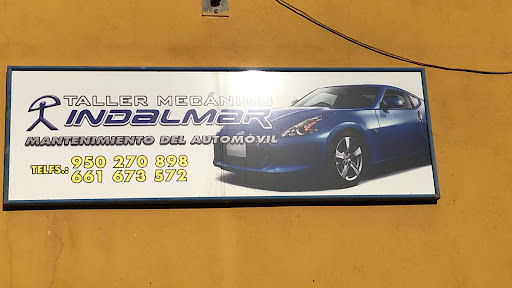 TALLER MECÁNICO
INDALMAR
MANTENIMIENTO DEL AUTOMÓVIL
TELFS.: 950 270 898
661 673 572